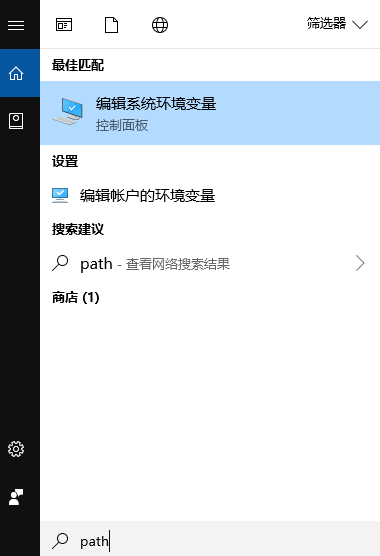 筛选器
最佳匹配
编辑系统环境变量
控制面板
设置
编辑帐户的环境变量
搜索建议
path - 查看网络搜索结果
商店 (1)
path